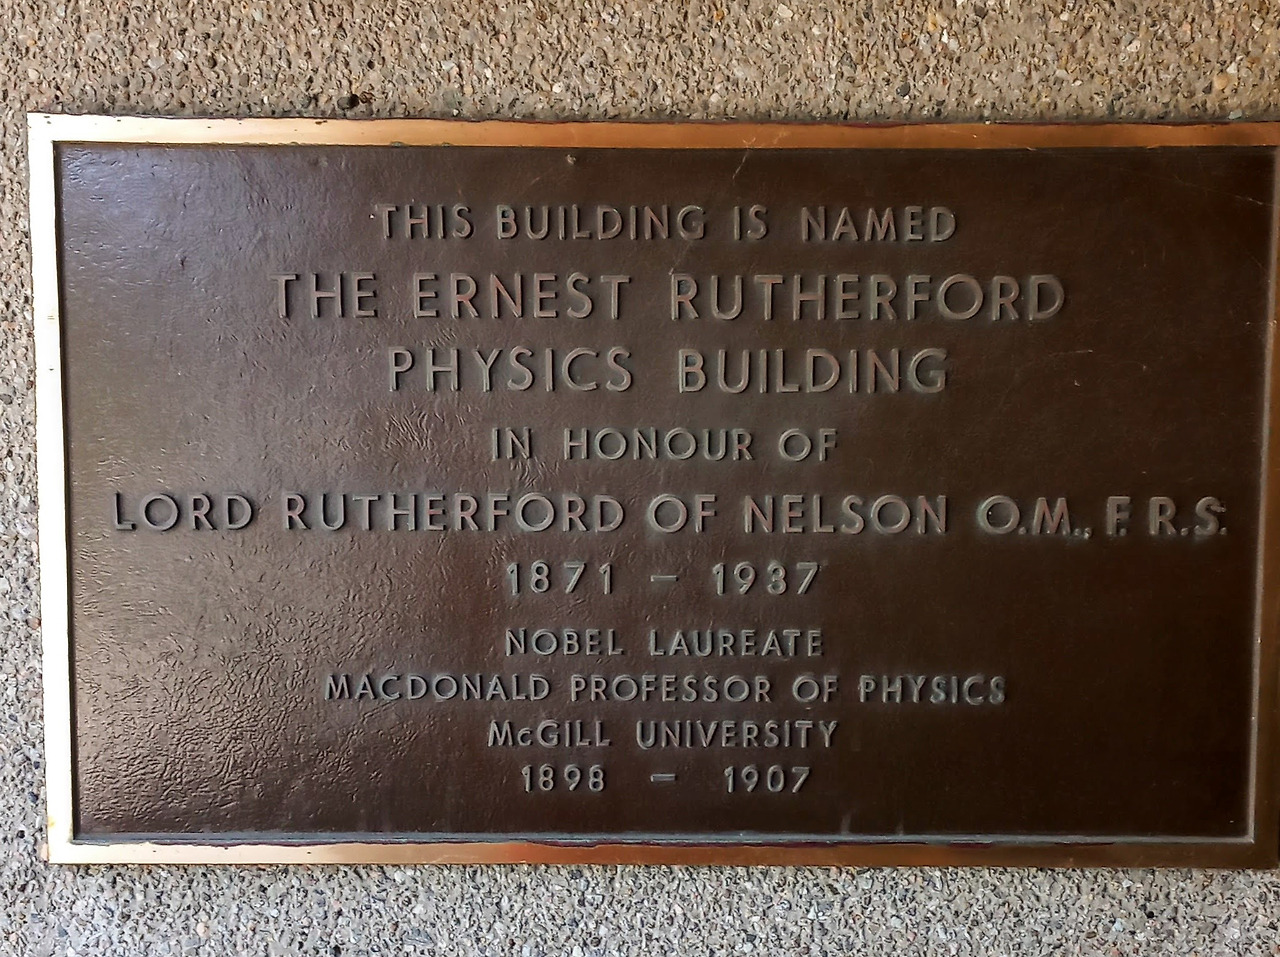 THIS BUILDING IS NAMED
THE ERNEST RUTHERFORD
PHYSICS BUILDING
IN HONOUR OF
LORD RUTHERFORD OF NELSON O.M., F.R.S.
1871 – 1937
NOBEL LAUREATE
MACDONALD PROFESSOR OF PHYSICS
McGILL UNIVERSITY
1898 – 1907